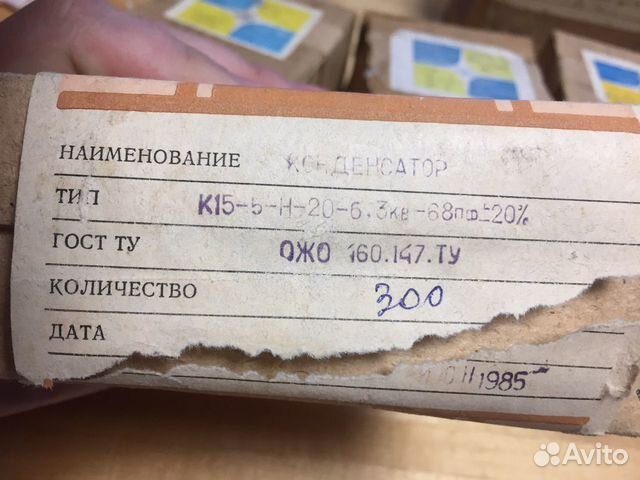 НАИМЕНОВАНИЕ КОНДЕНСАТОР
ТИП К15-5-Н-20-6.3кв-68пф±20%
ГОСТ ТУ ОЖО 160.147.ТУ
КОЛИЧЕСТВО 300
ДАТА
1985
Avito